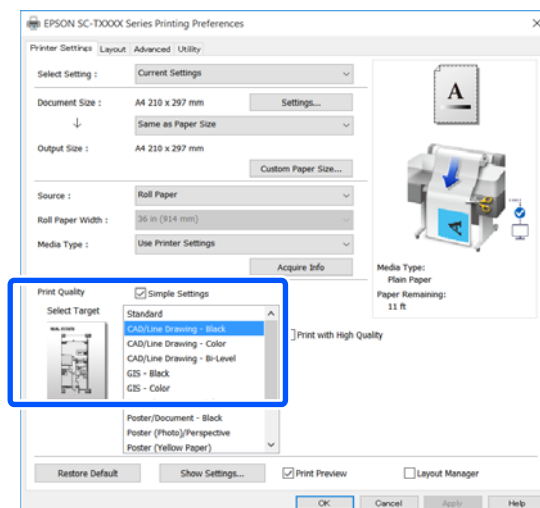 EPSON SC-TXXXX Series Printing Preferences
Printer Settings Layout Advanced Utility
Select Setting : Current Settings
Document Size : A4 210 x 297 mm Settings...
Same as Paper Size
Output Size : A4 210 x 297 mm
Custom Paper Size...
Source : Roll Paper
Roll Paper Width : 36 in (914 mm)
Media Type : Use Printer Settings
Acquire Info
A
Media Type:
Plain Paper
Paper Remaining:
11 ft
Print Quality Simple Settings
Select Target
Standard
CAD/Line Drawing - Black
CAD/Line Drawing - Color
CAD/Line Drawing - Bi-Level
GIS - Black
GIS - Color
Poster/Document - Black
Poster (Photo)/Perspective
Poster (Yellow Paper)
Print with High Quality
Restore Default Show Settings... Print Preview Layout Manager
OK Cancel Apply Help